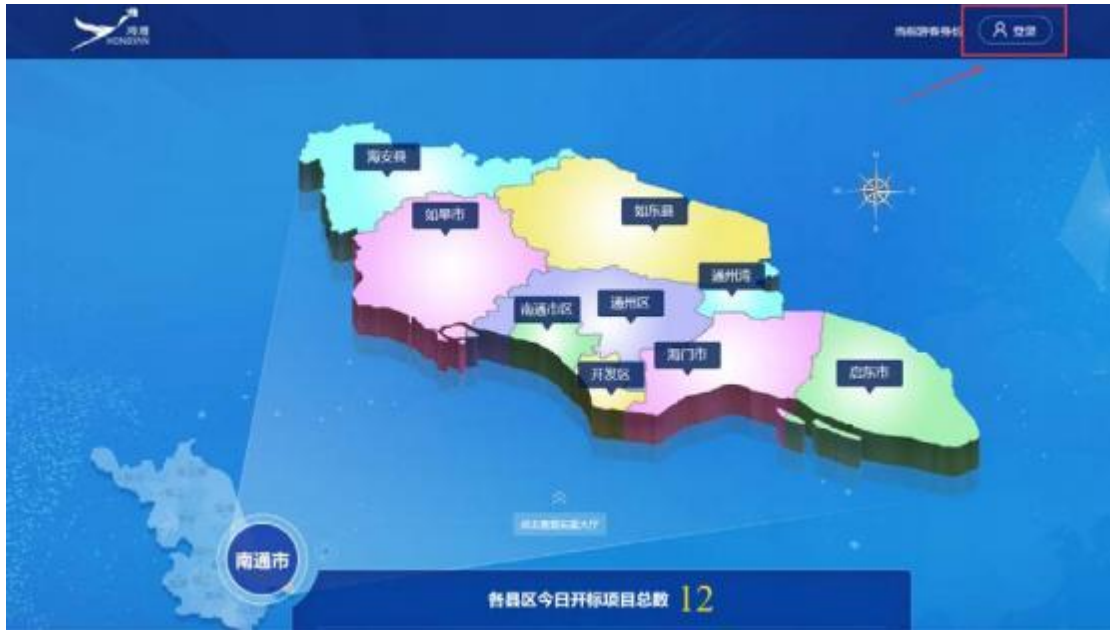 HONGYAN
登录
海安县
如皋市
如东县
通州湾
南通市区
通州区
海门市
开发区
启东市
南通市
各县区今日开标项目总数 12